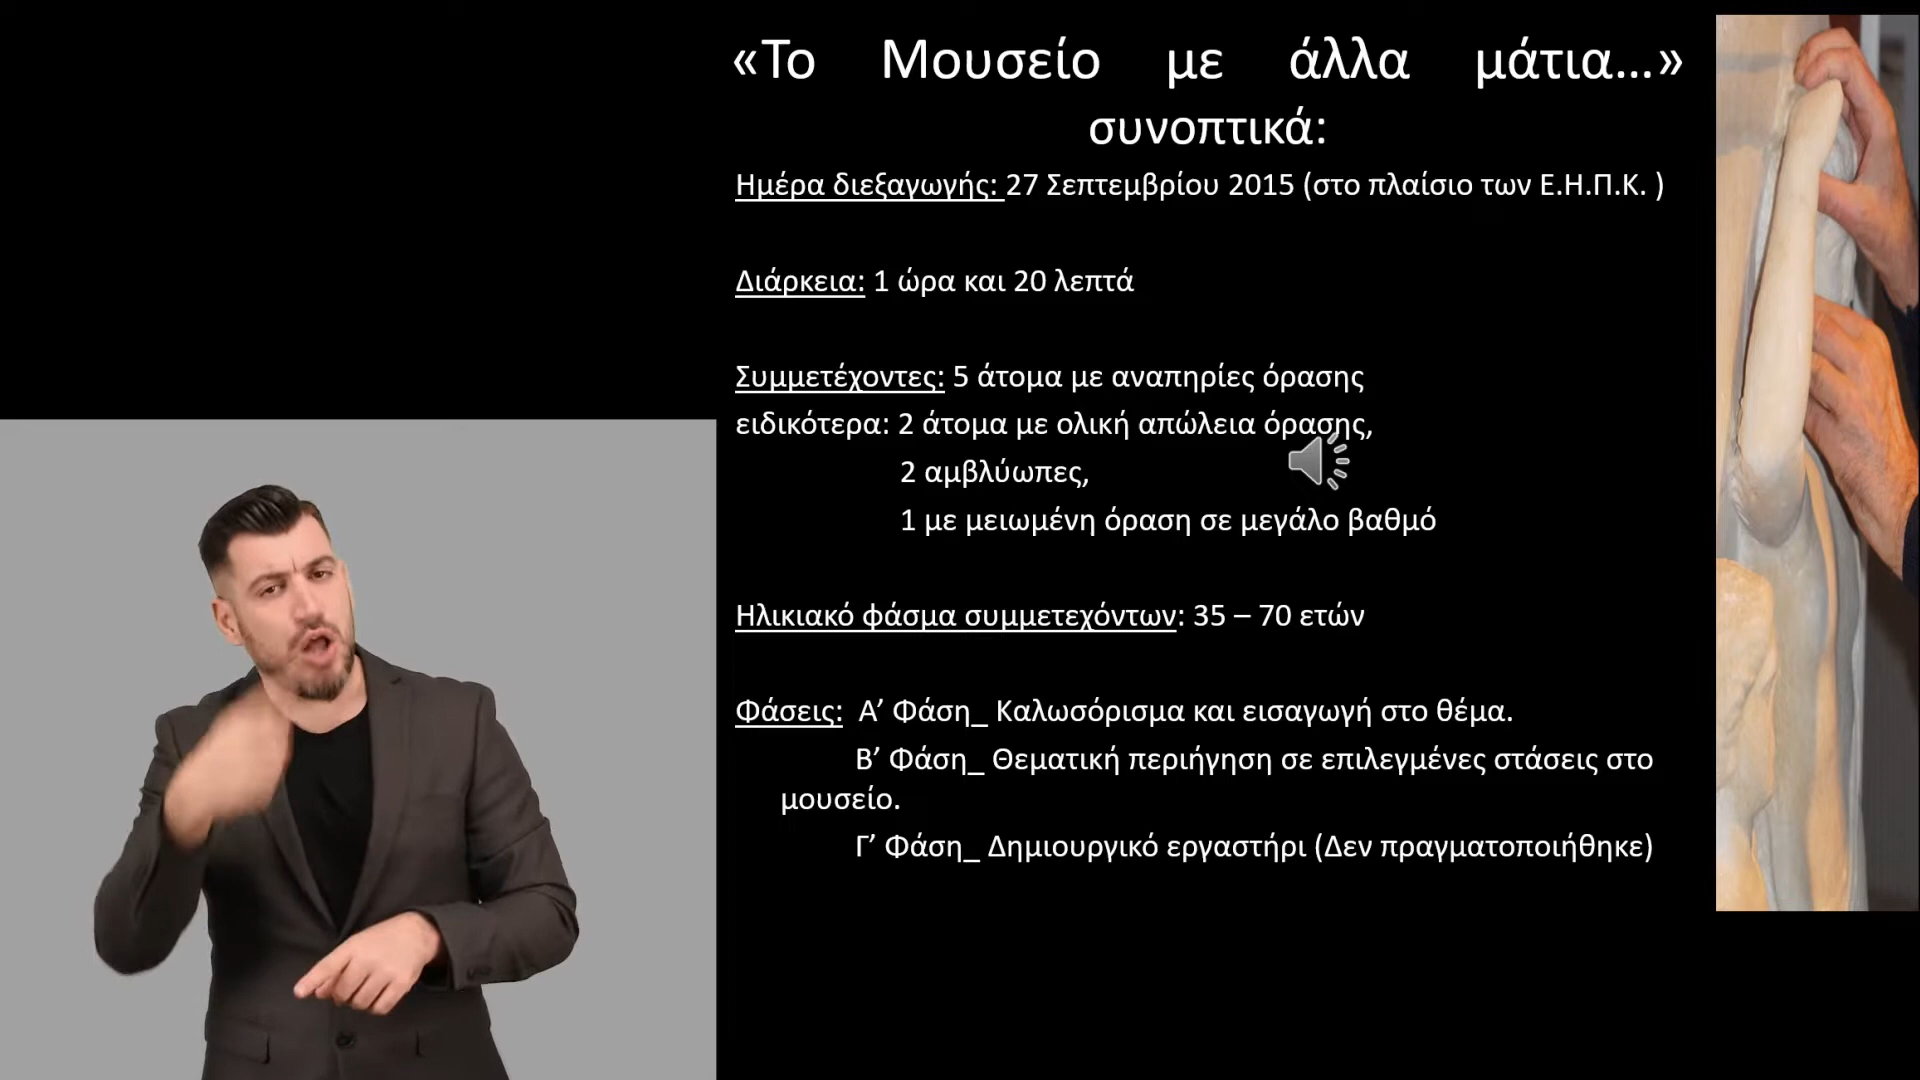 «Το Μουσείο με άλλα μάτια...»
συνοπτικά:
Ημέρα διεξαγωγής: 27 Σεπτεμβρίου 2015 (στο πλαίσιο των Ε.Η.Π.Κ. )
Διάρκεια: 1 ώρα και 20 λεπτά
Συμμετέχοντες: 5 άτομα με αναπηρίες όρασης
ειδικότερα: 2 άτομα με ολική απώλεια όρασης,
2 αμβλύωπες,
1 με μειωμένη όραση σε μεγάλο βαθμό
Ηλικιακό φάσμα συμμετεχόντων: 35 – 70 ετών
Φάσεις: Α’ Φάση_ Καλωσόρισμα και εισαγωγή στο θέμα.
Β’ Φάση_ Θεματική περιήγηση σε επιλεγμένες στάσεις στο
μουσείο.
Γ’ Φάση_ Δημιουργικό εργαστήρι (Δεν πραγματοποιήθηκε)